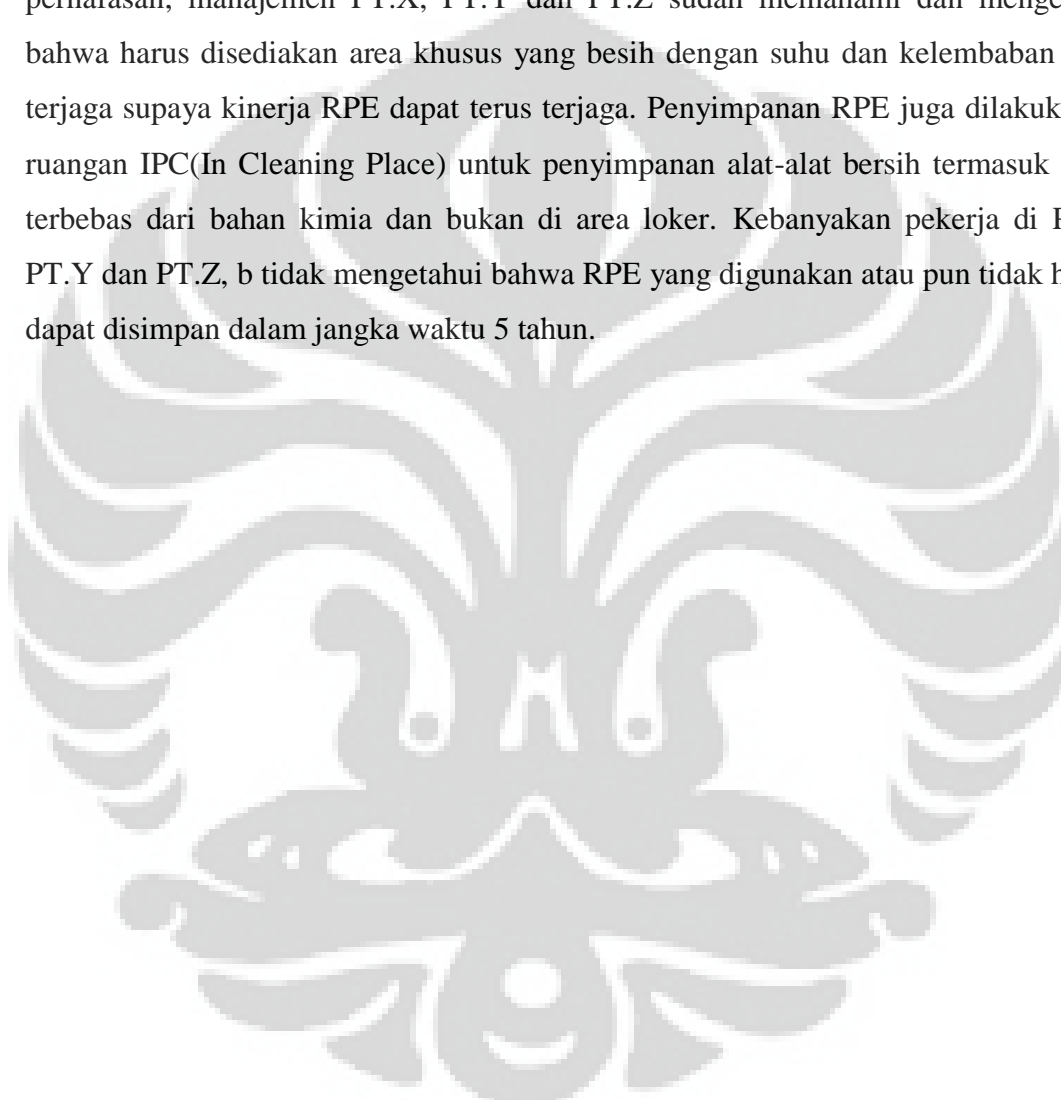 manajemen PT.X, PT.Y dan PT.Z sudah memahami dan
bahwa harus disediakan area khusus yang besih dengan suhu dan kelembaban
terjaga supaya kinerja RPE dapat terus terjaga. Penyimpanan RPE juga
ruangan IPC(In Cleaning Place) untuk penyimpanan alat-alat bersih termasuk
terbebas dari bahan kimia dan bukan di area loker. Kebanyakan pekerja di
PT.Y dan PT.Z, b tidak mengetahui bahwa RPE yang digunakan atau pun tidak
dapat disimpan dalam jangka waktu 5 tahun.